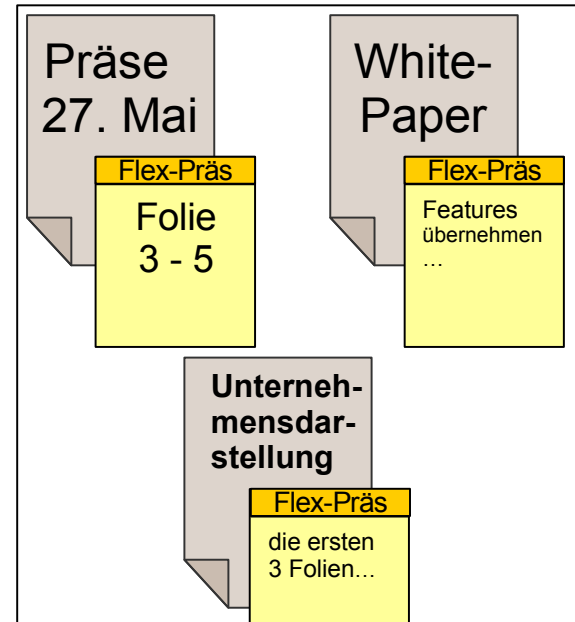 Präse
27. Mai
Flex-Präs
Folie
3 - 5
White-
Paper
Flex-Präs
Features
übernehmen
…
Unterneh-
mensdar-
stellung
Flex-Präs
die ersten
3 Folien…